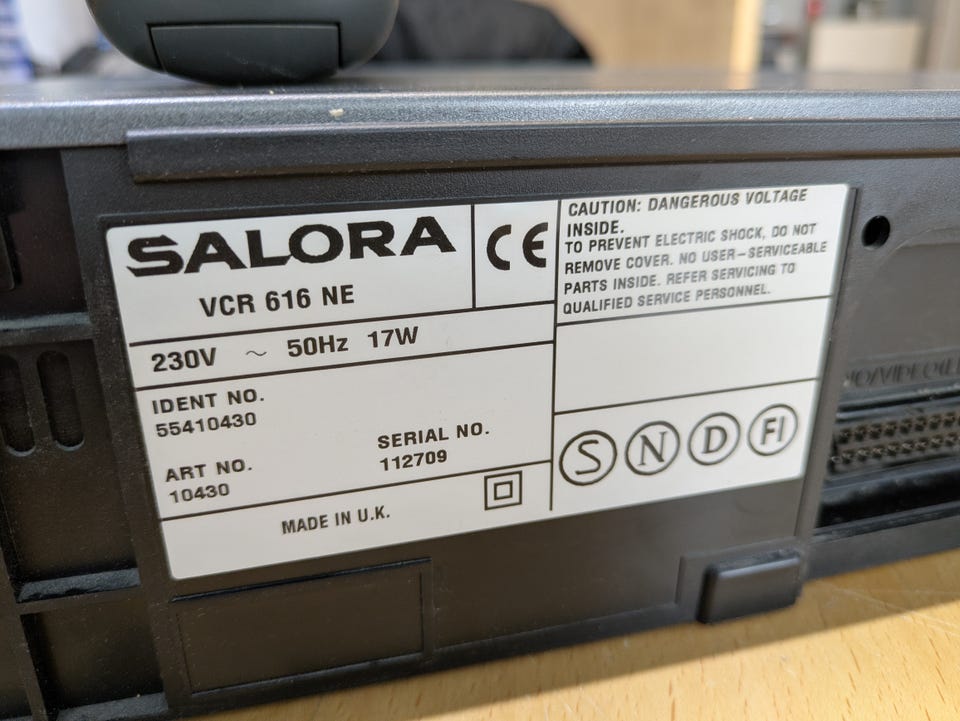 SALORA
VCR 616 NE
CE
CAUTION: DANGEROUS VOLTAGE
INSIDE.
TO PREVENT ELECTRIC SHOCK, DO NOT
REMOVE COVER. NO USER-SERVICEABLE
PARTS INSIDE. REFER SERVICING TO
QUALIFIED SERVICE PERSONNEL.
230V ~ 50Hz 17W
IDENT NO.
55410430
SERIAL NO.
112709
ART NO.
10430
S N D FI
MADE IN U.K.